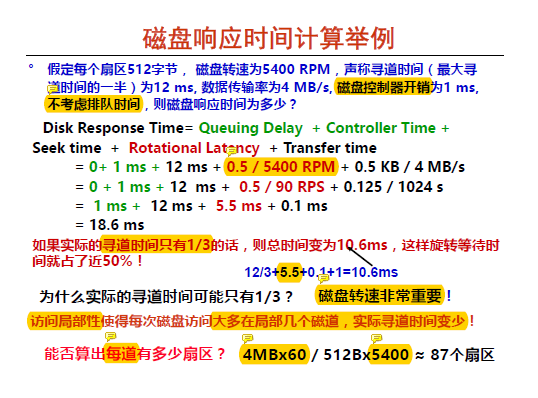 磁盘响应时间计算举例
° 假定每个扇区512字节， 磁盘转速为5400 RPM，声称寻道时间（最大寻
道时间的一半）为12 ms, 数据传输率为4 MB/s, 磁盘控制器开销为1 ms,
不考虑排队时间，则磁盘响应时间为多少？
Disk Response Time= Queuing Delay + Controller Time +
Seek time + Rotational Latency + Transfer time
= 0+ 1 ms + 12 ms + 0.5 / 5400 RPM + 0.5 KB / 4 MB/s
= 0 + 1 ms + 12 ms + 0.5 / 90 RPS + 0.125 / 1024 s
= 1 ms + 12 ms + 5.5 ms + 0.1 ms
= 18.6 ms
如果实际的寻道时间只有1/3的话，则总时间变为10.6ms，这样旋转等待时
间就占了近50%！
12/3+5.5+0.1+1=10.6ms
为什么实际的寻道时间可能只有1/3？ 磁盘转速非常重要！
访问局部性使得每次磁盘访问大多在局部几个磁道，实际寻道时间变少！
能否算出每道有多少扇区？ 4MBx60 / 512Bx5400 ≈ 87个扇区